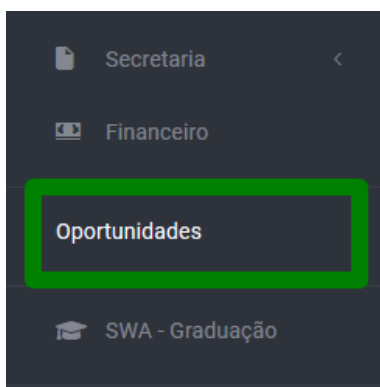 Secretaria
Financeiro
Oportunidades
SWA - Graduação